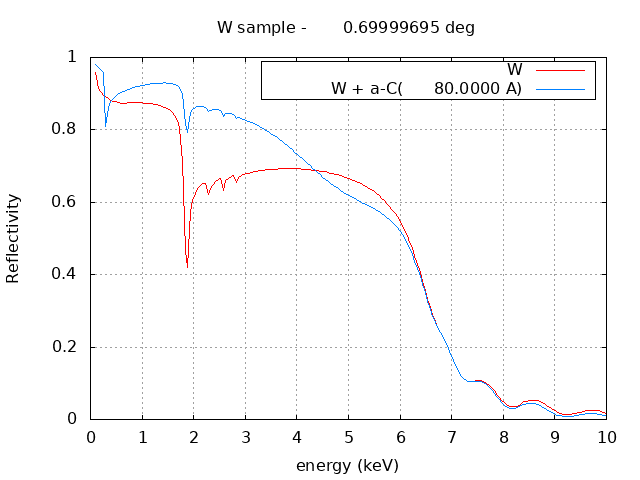 W sample - 0.69999695 deg
W
W + a-C( 80.0000 A)
Reflectivity
1
0.8
0.6
0.4
0.2
0
0 1 2 3 4 5 6 7 8 9 10
energy (keV)